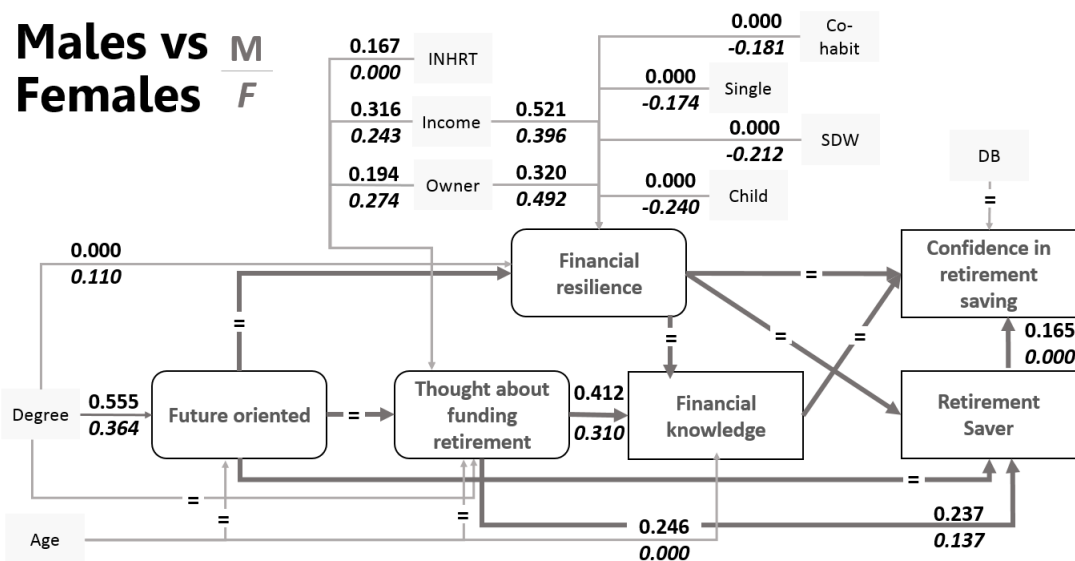 Males vs
Females
M
F
0.167
0.000
INHRT
0.316
0.243
Income
0.521
0.396
0.194
0.274
Owner
0.320
0.492
0.000
-0.181
Co-
habit
0.000
-0.174
Single
0.000
-0.212
SDW
0.000
-0.240
Child
DB
=
0.000
0.110
Financial
resilience
=
Confidence in
retirement
saving
=
=
=
=
0.165
0.000
Degree
0.555
0.364
Future oriented
=
Thought about
funding
retirement
0.412
0.310
Financial
knowledge
Retirement
Saver
=
=
=
=
Age
0.246
0.000
0.237
0.137